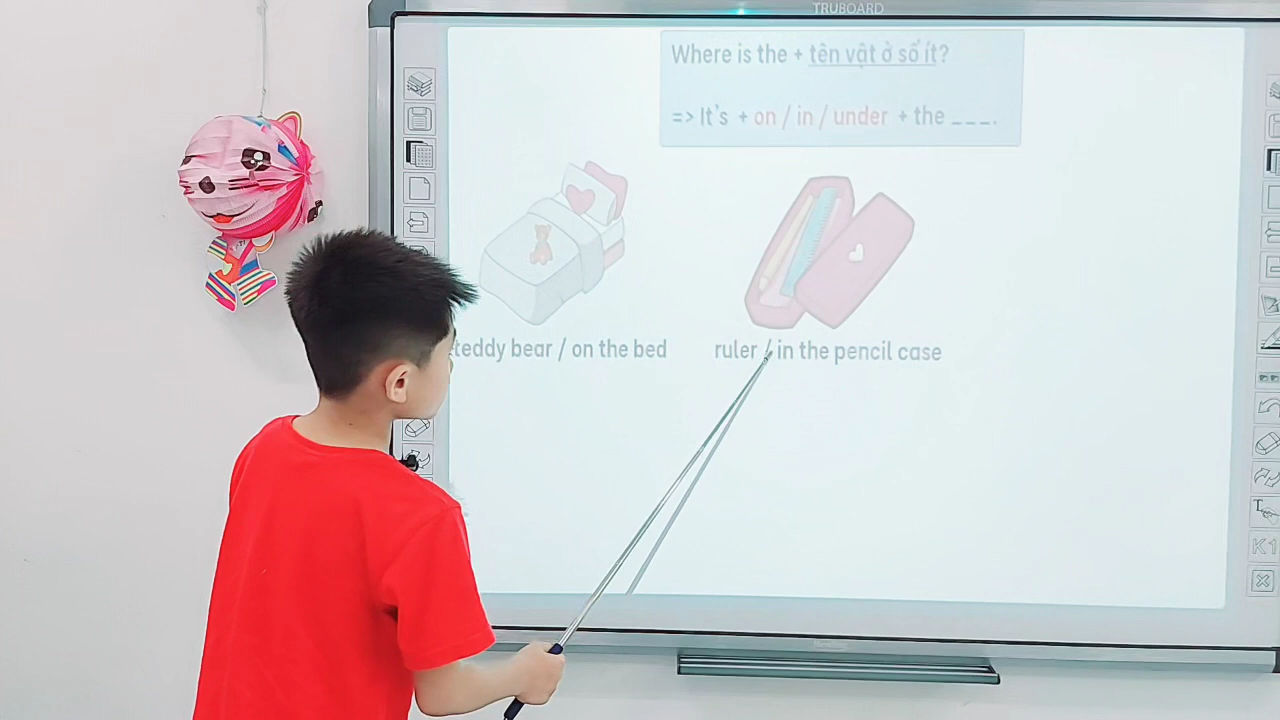 TRUBOARD
Where is the + tên vật ở số ít?
=> It's + on / in / under + the _ _ _.
teddy bear / on the bed
ruler / in the pencil case
K1